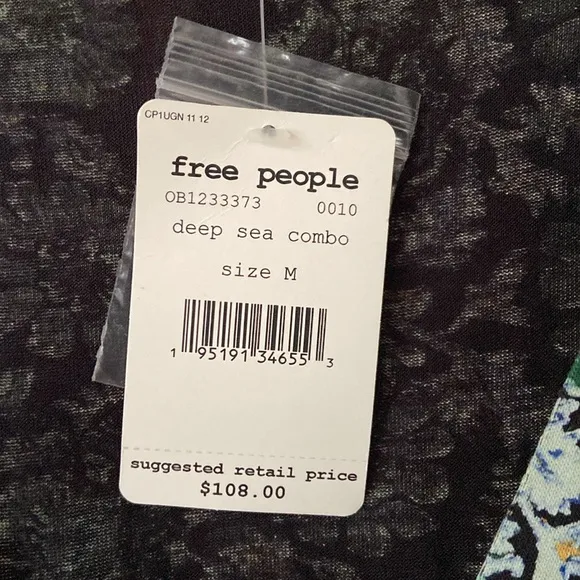 CP1UGN 11 12
free people
OB1233373 0010
deep sea combo
size M
1 95191 34655 3
suggested retail price
$108.00